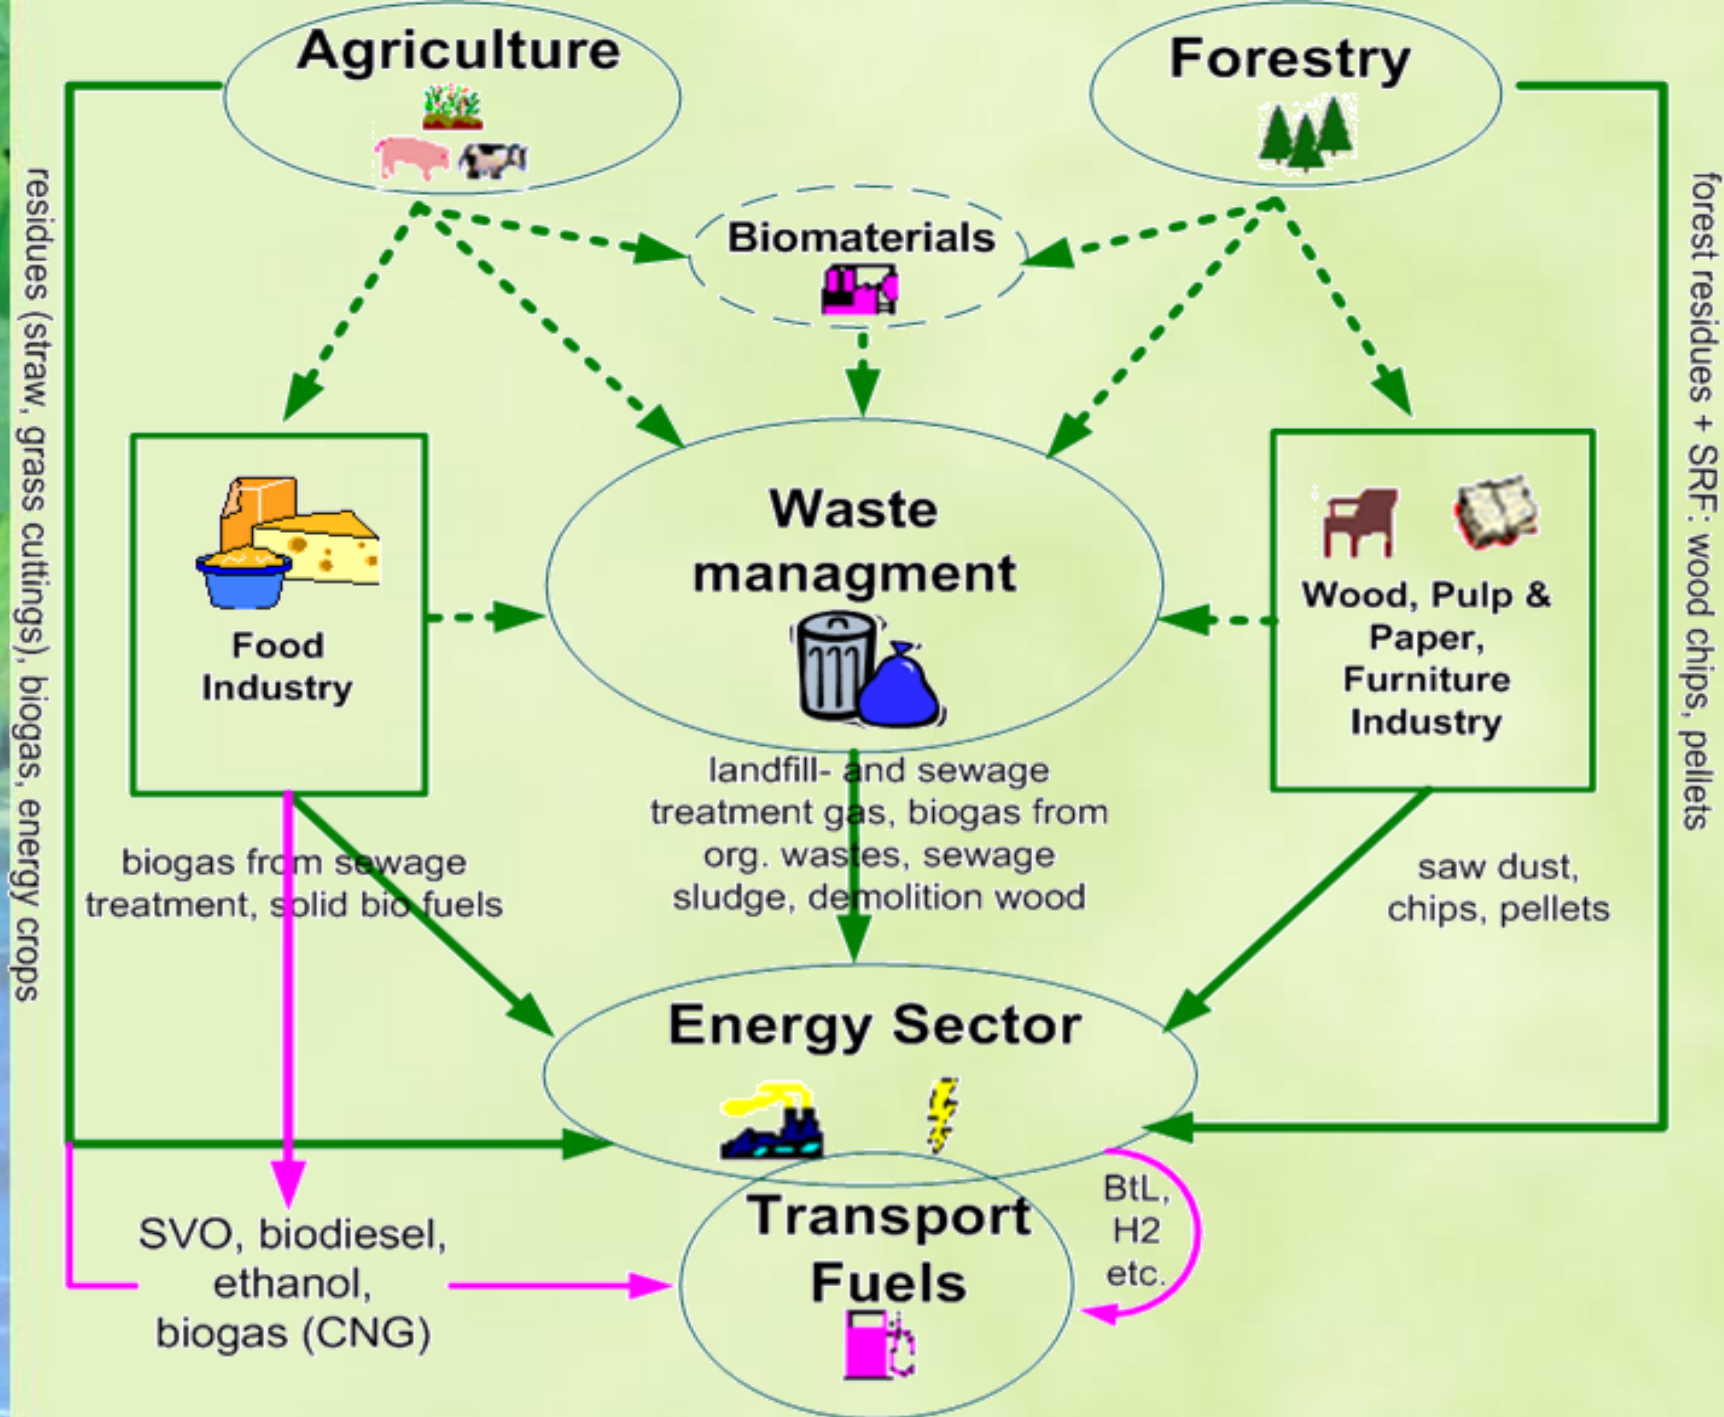 Agriculture
Forestry
Biomaterials
residues (straw, grass cuttings), biogas, energy crops
forest residues + SRF: wood chips, pellets
Food
Industry
Waste
managment
Wood, Pulp &
Paper,
Furniture
Industry
biogas from sewage
treatment, solid bio fuels
landfill- and sewage
treatment gas, biogas from
org. wastes, sewage
sludge, demolition wood
saw dust,
chips, pellets
Energy Sector
SVO, biodiesel,
ethanol,
biogas (CNG)
Transport
Fuels
BtL,
H2
etc.